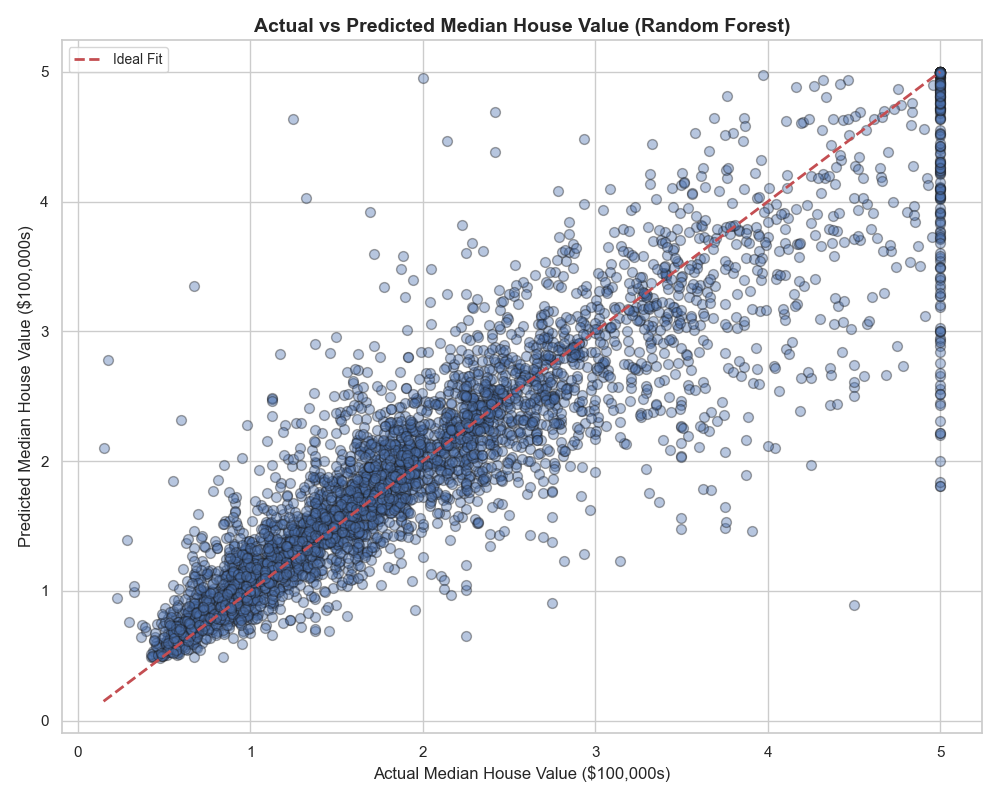 Actual vs Predicted Median House Value (Random Forest)
Ideal Fit
Predicted Median House Value ($100,000s)
5
4
3
2
1
0
0 1 2 3 4 5
Actual Median House Value ($100,000s)